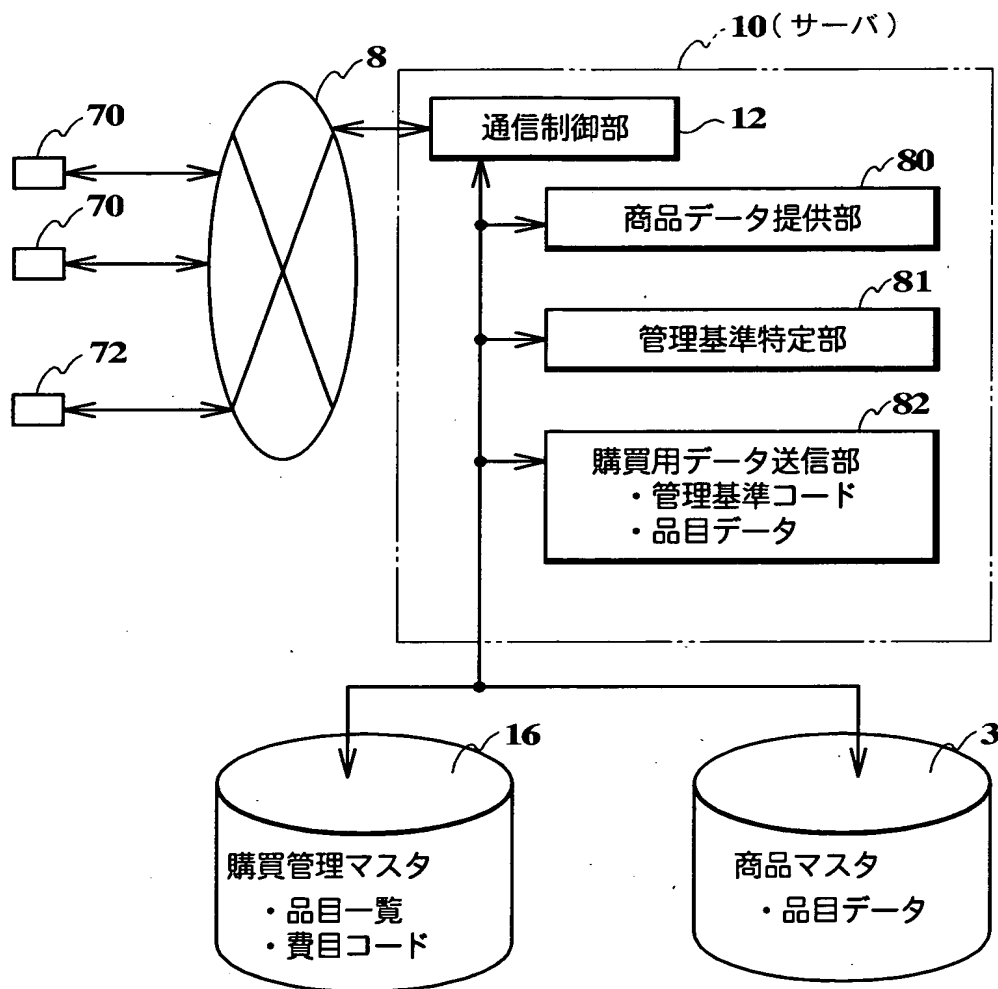 10(サーバ)
8
70
通信制御部
12
70
80
商品データ提供部
81
管理基準特定部
72
82
購買用データ送信部
・管理基準コード
・品目データ
16
3
購買管理マスタ
・品目一覧
・費目コード
商品マスタ
・品目データ